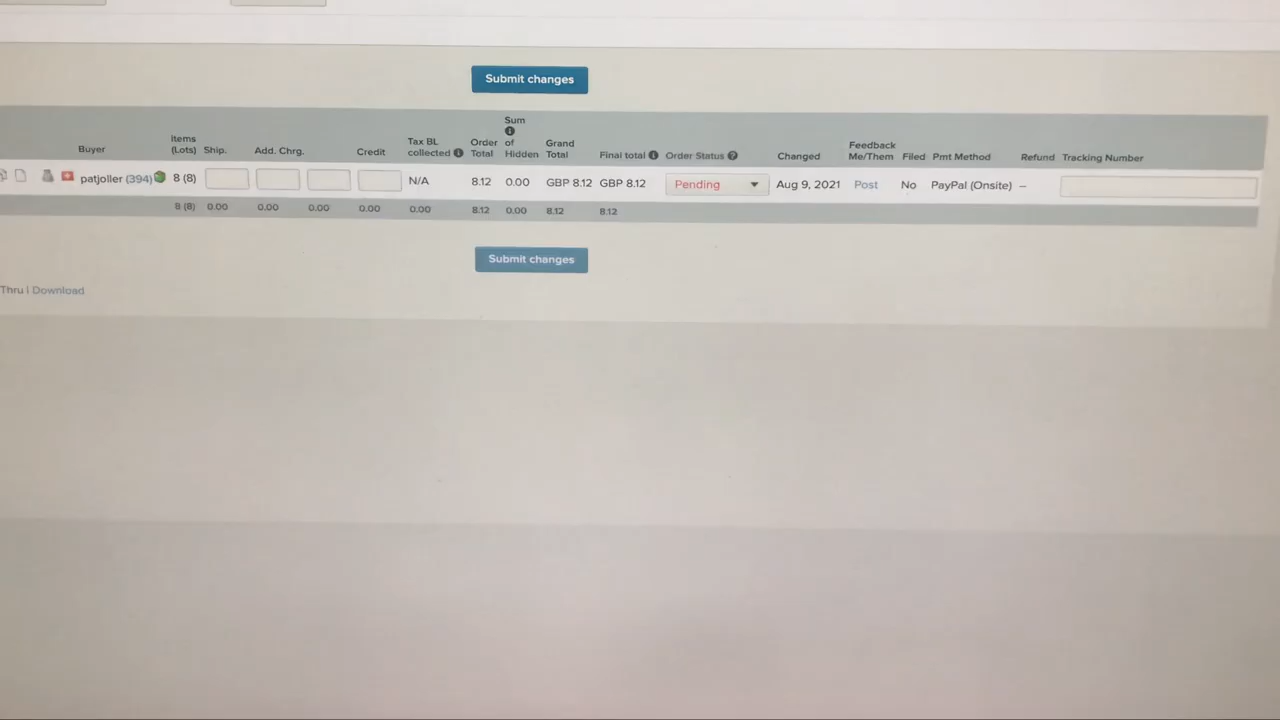 Submit changes
Buyer Items (Lots) Ship. Add. Chrg. Credit Tax BL collected Order Total Sum of Hidden Grand Total Final total Order Status Changed Feedback Me/Them Filed Pmt Method Refund Tracking Number
patjoller (394) 8 (8) N/A 8.12 0.00 GBP 8.12 GBP 8.12 Pending Aug 9, 2021 Post No PayPal (Onsite) –
8 (8) 0.00 0.00 0.00 0.00 0.00 8.12 0.00 8.12 8.12
Submit changes
Thru | Download